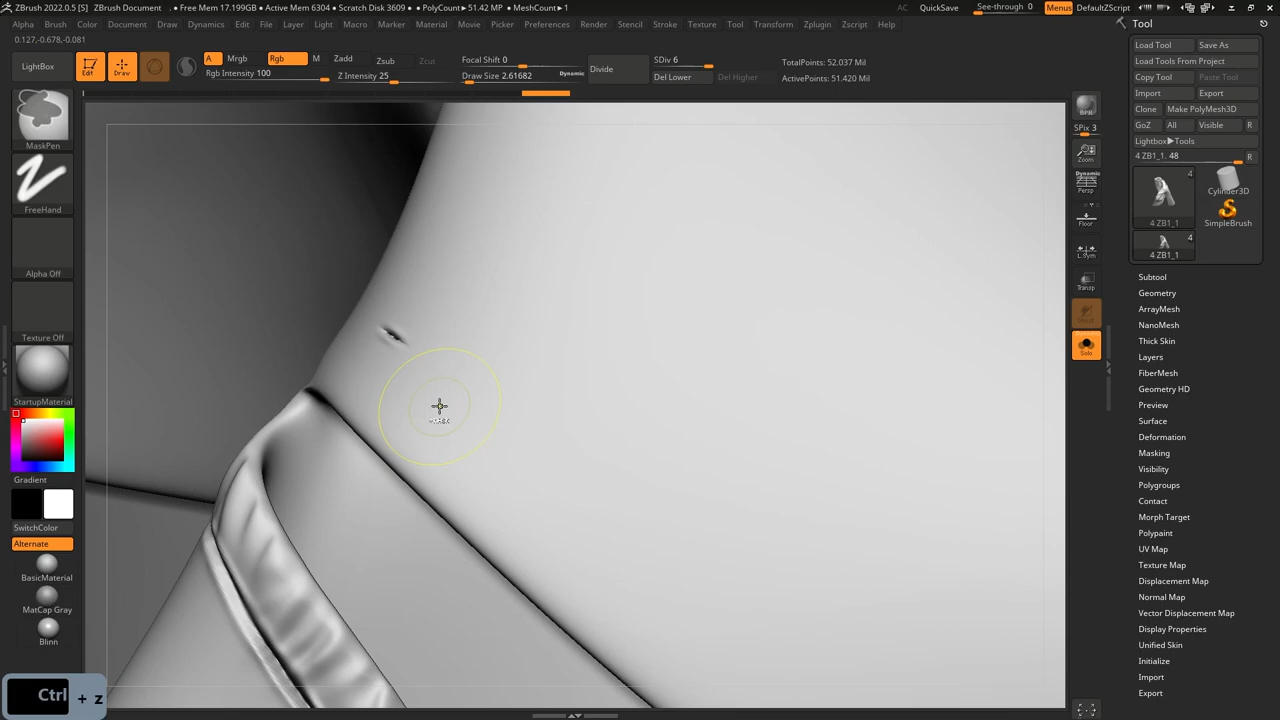 ZBrush 2022.0.5 [S] ZBrush Document . ● Free Mem 17.199GB ● Active Mem 6304 ● Scratch Disk 3609 ● ▸PolyCount▸51.42 MP ● MeshCount▸1 AC QuickSave See-through 0 Menus DefaultZScript
Alpha Brush Color Document Draw Dynamics Edit File Layer Light Macro Marker Material Movie Picker Preferences Render Stencil Stroke Texture Tool Transform Zplugin Zscript Help
Tool
0.127,-0.678,-0.081
LightBox
Edit
Draw
A Mrgb Rgb M Zadd Zsub Zcut
Rgb Intensity 100 Z Intensity 25
Focal Shift 0
Draw Size 2.61682 Dynamic
Divide
SDiv 6
Del Lower Del Higher
TotalPoints: 52.037 Mil
ActivePoints: 51.420 Mil
MaskPen
FreeHand
Alpha Off
Texture Off
StartupMaterial
Gradient
SwitchColor
Alternate
BasicMaterial
MatCap Gray
Blinn
Ctrl + z
BPR
SPix 3
Zoom
Dynamic
Persp
Floor
L.Sym
Transp
Solo
Load Tool Save As
Load Tools From Project
Copy Tool Paste Tool
Import Export
Clone Make PolyMesh3D
GoZ All Visible R
Lightbox▶Tools
4 ZB1_1. 48 R
4
4 ZB1_1
Cylinder3D
SimpleBrush
4
4 ZB1_1
Subtool
Geometry
ArrayMesh
NanoMesh
Thick Skin
Layers
FiberMesh
Geometry HD
Preview
Surface
Deformation
Masking
Visibility
Polygroups
Contact
Morph Target
Polypaint
UV Map
Texture Map
Displacement Map
Normal Map
Vector Displacement Map
Display Properties
Unified Skin
Initialize
Import
Export